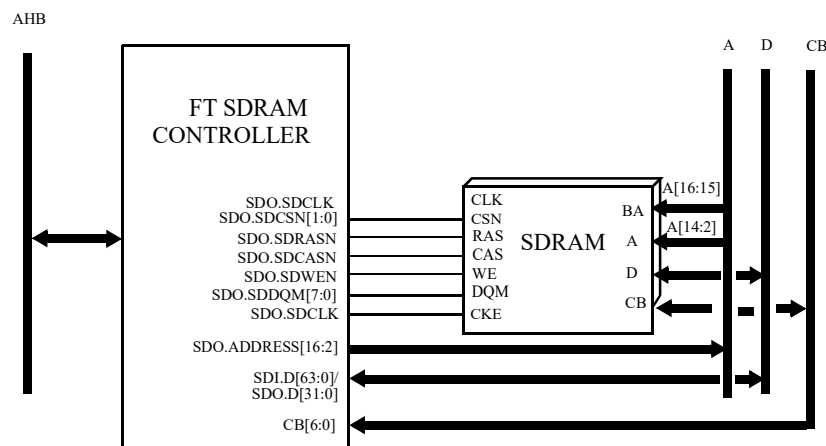 AHB
A D CB
FT SDRAM
CONTROLLER
SDO.SDCLK
SDO.SDCSN[1:0]
SDO.SDRASN
SDO.SDCASN
SDO.SDWEN
SDO.SDDQM[7:0]
SDO.SDCLK
SDO.ADDRESS[16:2]
SDI.D[63:0]/
SDO.D[31:0]
CB[6:0]
CLK
CSN
RAS
CAS
WE
DQM
CKE
SDRAM
BA
A
D
CB
A[16:15]
A[14:2]